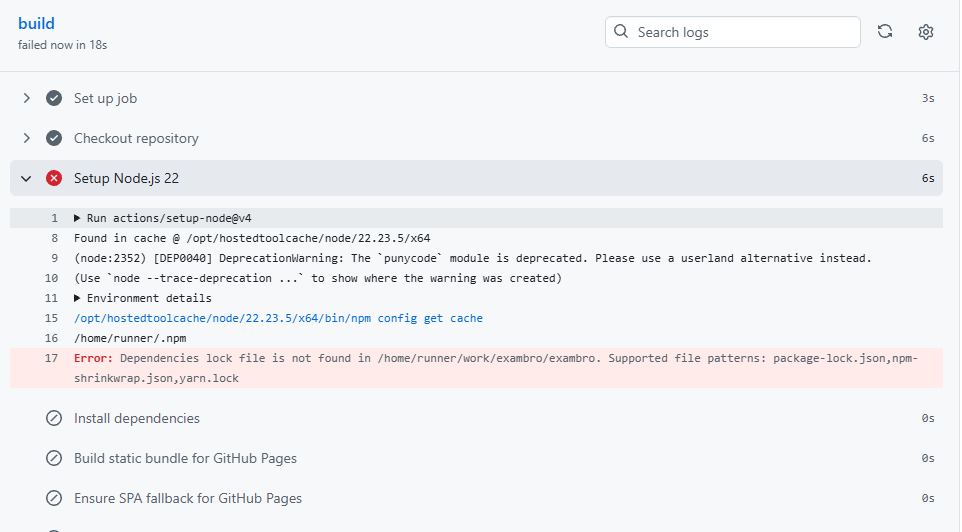 build
failed now in 18s
Search logs
Set up job 3s
Checkout repository 6s
Setup Node.js 22 6s
1 Run actions/setup-node@v4
8 Found in cache @ /opt/hostedtoolcache/node/22.23.5/x64
9 (node:2352) [DEP0040] DeprecationWarning: The `punycode` module is deprecated. Please use a userland alternative instead.
10 (Use `node --trace-deprecation ...` to show where the warning was created)
11 Environment details
15 /opt/hostedtoolcache/node/22.23.5/x64/bin/npm config get cache
16 /home/runner/.npm
17 Error: Dependencies lock file is not found in /home/runner/work/exambro/exambro. Supported file patterns: package-lock.json,npm-
shrinkwrap.json,yarn.lock
Install dependencies 0s
Build static bundle for GitHub Pages 0s
Ensure SPA fallback for GitHub Pages 0s